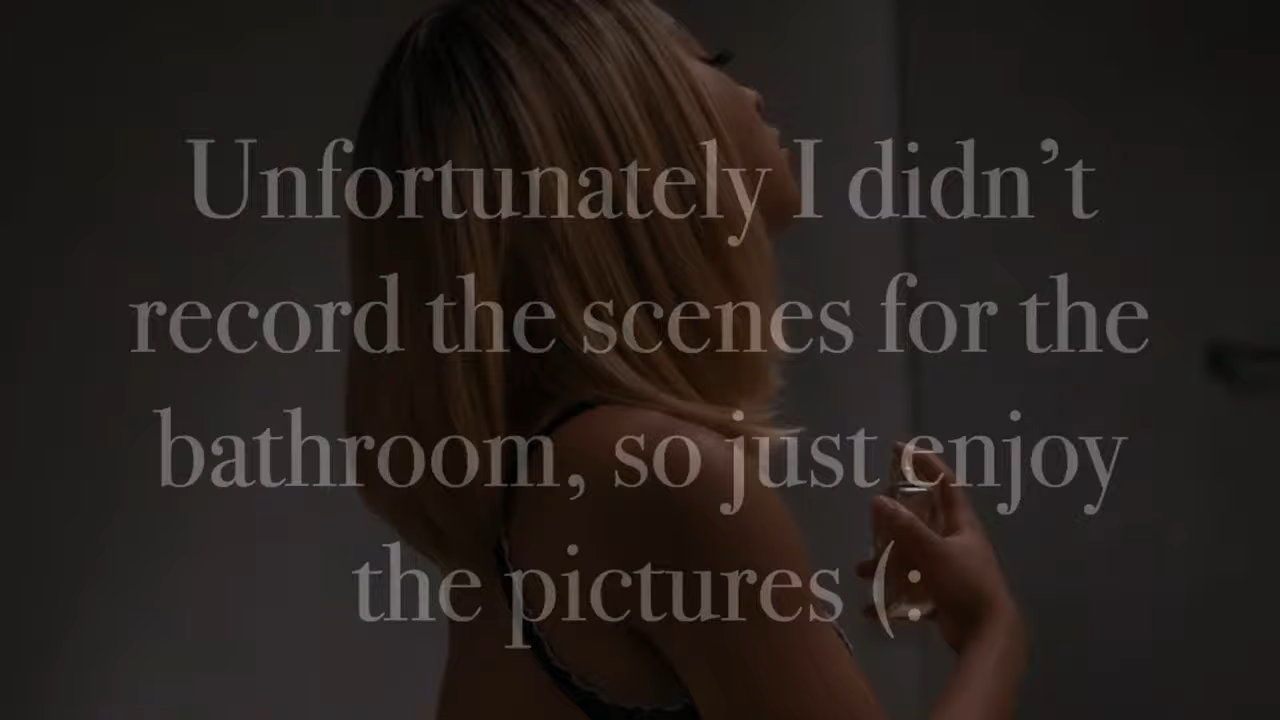 Unfortunately I didn’t
record the scenes for the
bathroom, so just enjoy
the pictures (: